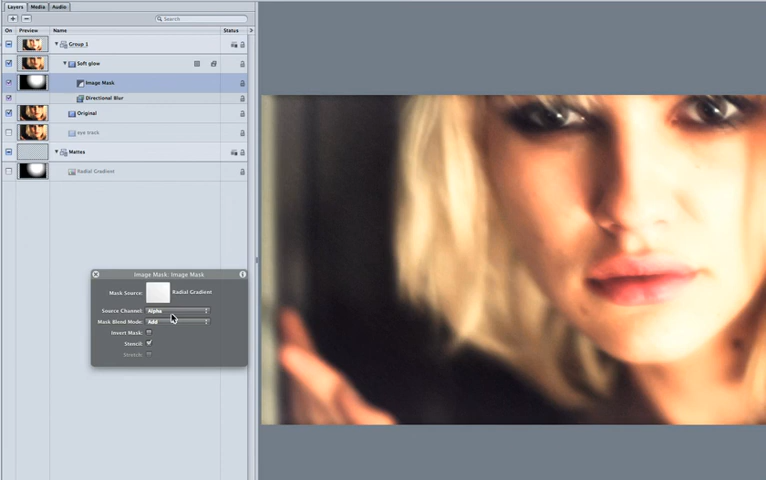 Layers Media Audio
+ − Search
On Preview Name Status >
Group 1
Soft glow
Image Mask
Directional Blur
Original
eye track
Mattes
Radial Gradient
Image Mask: Image Mask
Mask Source: Radial Gradient
Source Channel: Alpha
Mask Blend Mode: Add
Invert Mask:
Stencil:
Stretch: